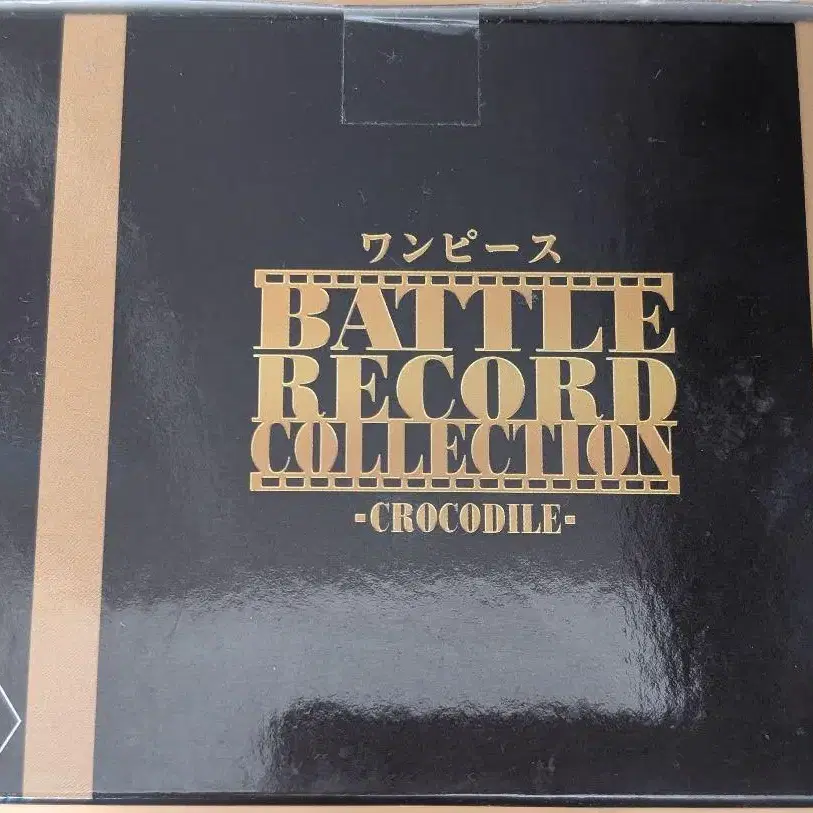 ワンピース
BATTLE
RECORD
COLLECTION
-CROCODILE-